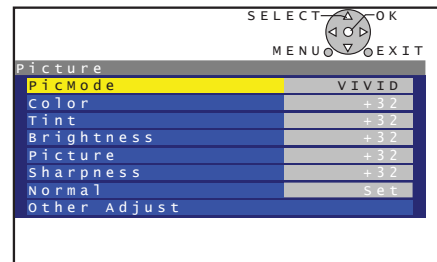 SELECT OK
MENU EXIT
Picture
PicMode VIVID
Color +32
Tint +32
Brightness +32
Picture +32
Sharpness +32
Normal Set
Other Adjust